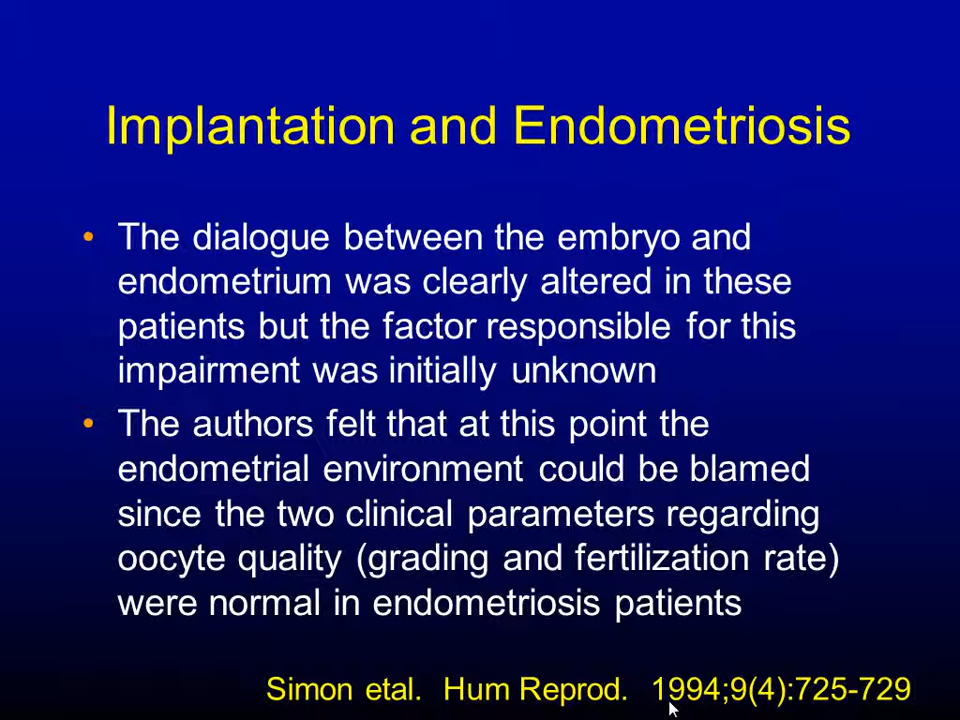 Implantation and Endometriosis
• The dialogue between the embryo and
endometrium was clearly altered in these
patients but the factor responsible for this
impairment was initially unknown
• The authors felt that at this point the
endometrial environment could be blamed
since the two clinical parameters regarding
oocyte quality (grading and fertilization rate)
were normal in endometriosis patients
Simon etal. Hum Reprod. 1994;9(4):725-729